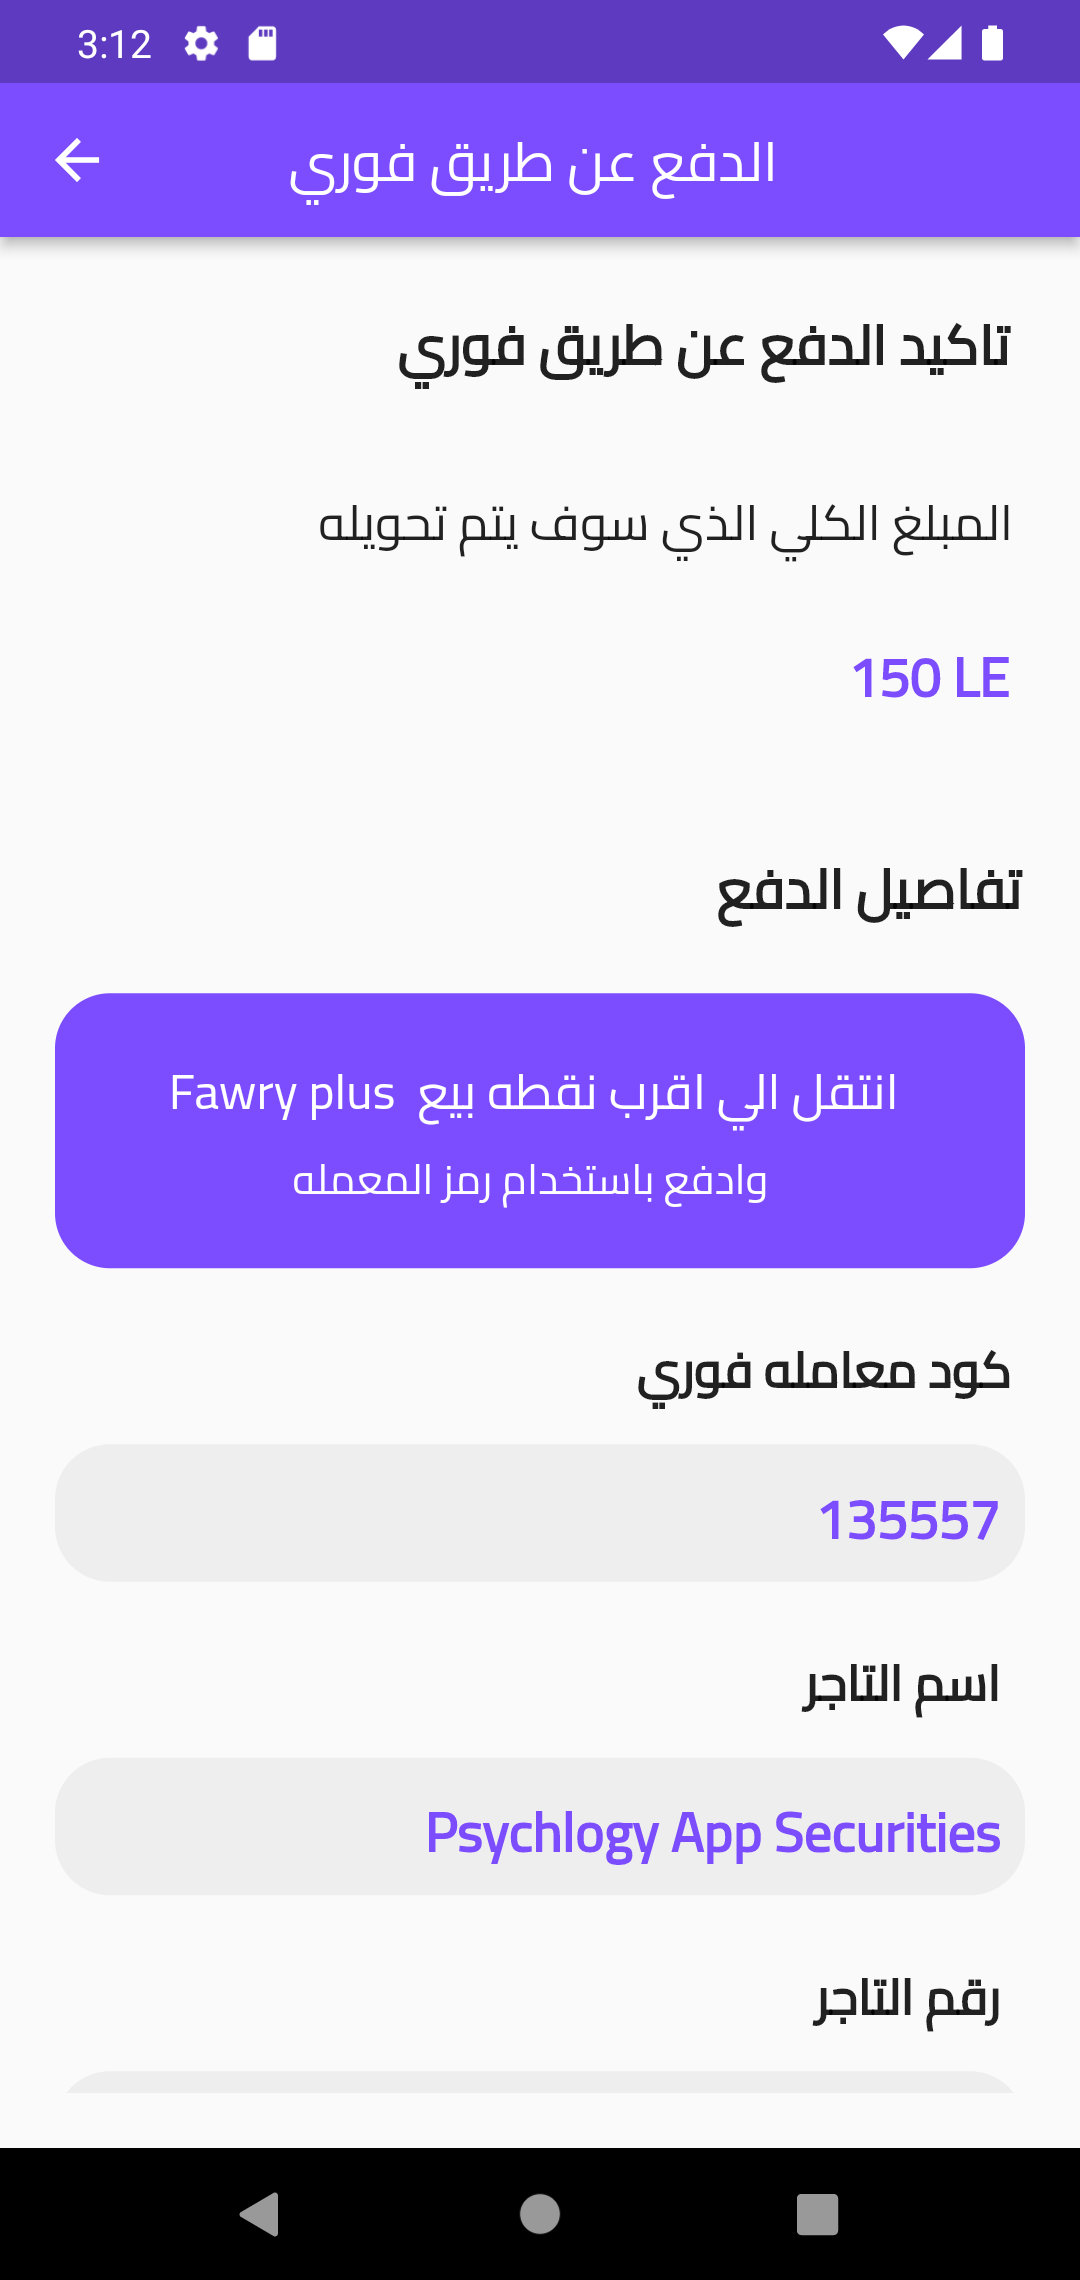 3:12
الدفع عن طريق فوري
تاكيد الدفع عن طريق فوري
المبلغ الكلي الذي سوف يتم تحويله
150 LE
تفاصيل الدفع
انتقل الي اقرب نقطه بيع Fawry plus
وادفع باستخدام رمز المعمله
كود معامله فوري
135557
اسم التاجر
Psychlogy App Securities
رقم التاجر